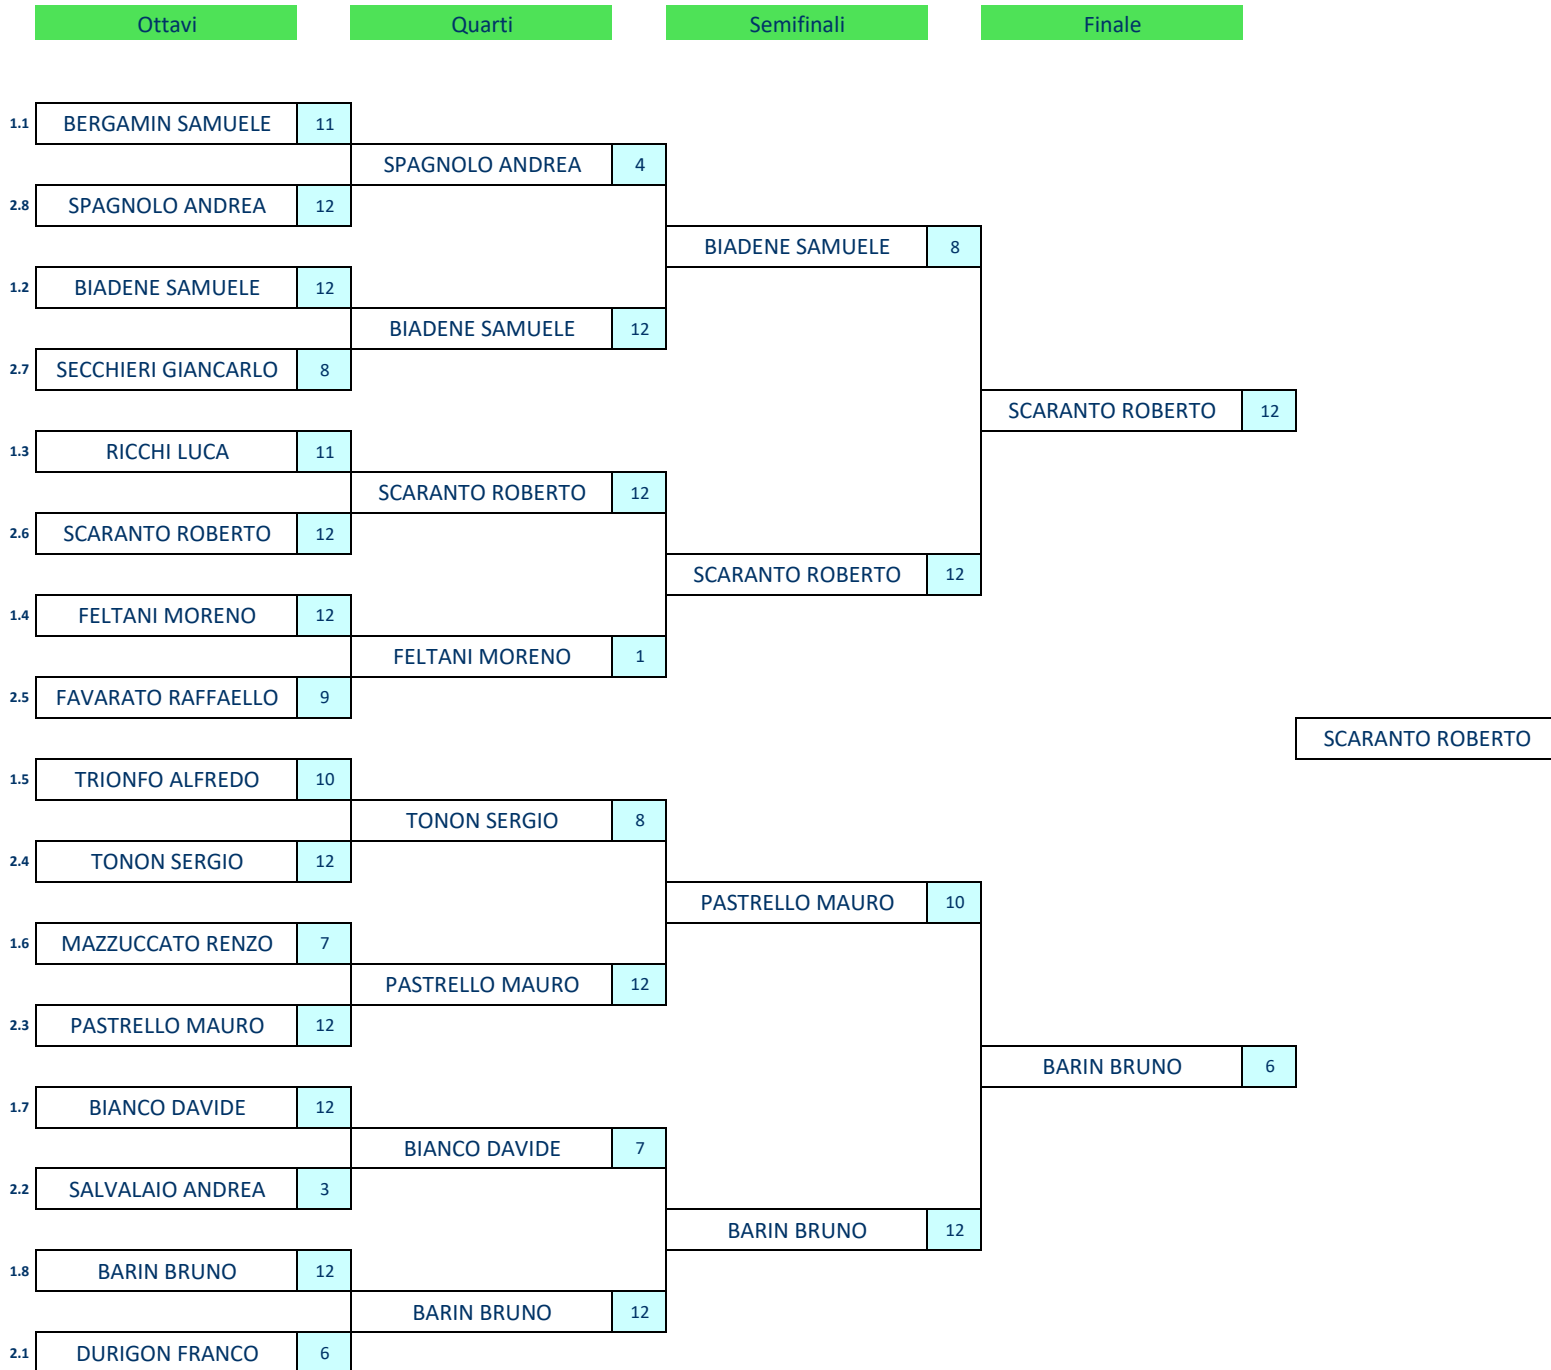 Ottavi Quarti Semifinali Finale
1.1 BERGAMIN SAMUELE 11
SPAGNOLO ANDREA 4
2.8 SPAGNOLO ANDREA 12
BIADENE SAMUELE 8
1.2 BIADENE SAMUELE 12
BIADENE SAMUELE 12
2.7 SECCHIERI GIANCARLO 8
SCARANTO ROBERTO 12
1.3 RICCHI LUCA 11
SCARANTO ROBERTO 12
2.6 SCARANTO ROBERTO 12
SCARANTO ROBERTO 12
1.4 FELTANI MORENO 12
FELTANI MORENO 1
2.5 FAVARATO RAFFAELLO 9
SCARANTO ROBERTO
1.5 TRIONFO ALFREDO 10
TONON SERGIO 8
2.4 TONON SERGIO 12
PASTRELLO MAURO 10
1.6 MAZZUCCATO RENZO 7
PASTRELLO MAURO 12
2.3 PASTRELLO MAURO 12
BARIN BRUNO 6
1.7 BIANCO DAVIDE 12
BIANCO DAVIDE 7
2.2 SALVALAIO ANDREA 3
BARIN BRUNO 12
1.8 BARIN BRUNO 12
BARIN BRUNO 12
2.1 DURIGON FRANCO 6